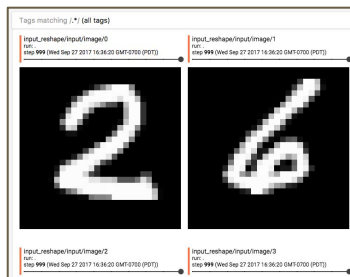 Tags matching /.*/ (all tags)
input_reshape/input/image/0
run: .
step 999 (Wed Sep 27 2017 16:36:20 GMT-0700 (PDT))
input_reshape/input/image/1
run: .
step 999 (Wed Sep 27 2017 16:36:20 GMT-0700 (PDT))
2
6
input_reshape/input/image/2
run: .
step 999 (Wed Sep 27 2017 16:36:20 GMT-0700 (PDT))
input_reshape/input/image/3
run: .
step 999 (Wed Sep 27 2017 16:36:20 GMT-0700 (PDT))